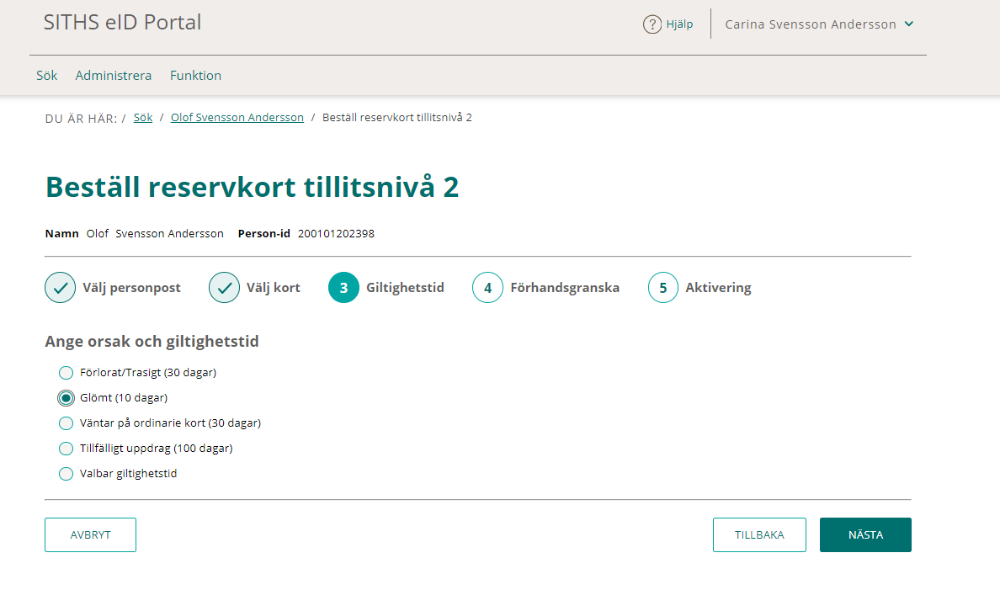 SITHS eID Portal
? Hjälp
Carina Svensson Andersson
Sök Administrera Funktion
DU ÄR HÄR: / Sök / Olof Svensson Andersson / Beställ reservkort tillitsnivå 2
Beställ reservkort tillitsnivå 2
Namn Olof Svensson Andersson Person-id 200101202398
Välj personpost Välj kort 3 Giltighetstid 4 Förhandsgranska 5 Aktivering
Ange orsak och giltighetstid
Förlorat/Trasigt (30 dagar)
Glömt (10 dagar)
Väntar på ordinarie kort (30 dagar)
Tillfälligt uppdrag (100 dagar)
Valbar giltighetstid
AVBRYT TILLBAKA NÄSTA